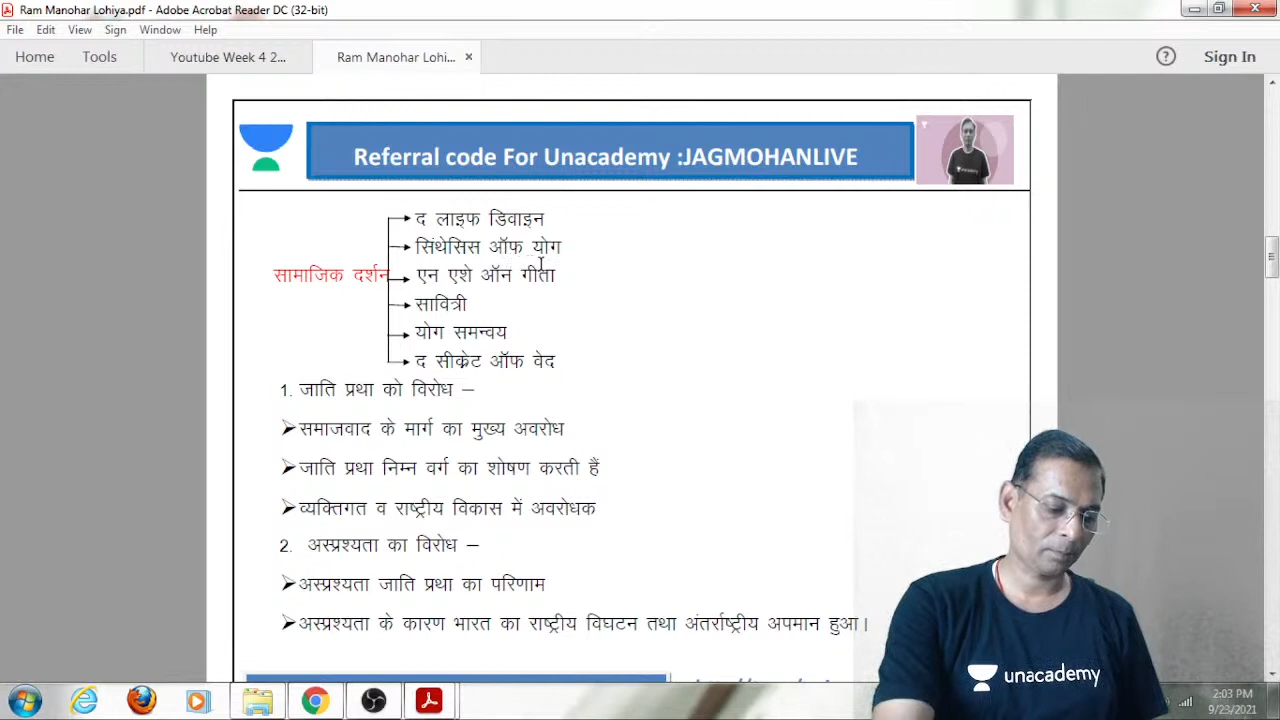 Ram Manohar Lohiya.pdf - Adobe Acrobat Reader DC (32-bit)
File Edit View Sign Window Help
Home Tools Youtube Week 4 2... Ram Manohar Lohi... × Sign In
Referral code For Unacademy :JAGMOHANLIVE
द लाइफ डिवाइन
सिंथेसिस ऑफ योग
सामाजिक दर्शन
एन एशे ऑन गीता
सावित्री
योग समन्वय
द सीक्रेट ऑफ वेद
1. जाति प्रथा को विरोध –
➢समाजवाद के मार्ग का मुख्य अवरोध
➢जाति प्रथा निम्न वर्ग का शोषण करती हैं
➢व्यक्तिगत व राष्ट्रीय विकास में अवरोधक
2. अस्प्रश्यता का विरोध –
➢अस्प्रश्यता जाति प्रथा का परिणाम
➢अस्प्रश्यता के कारण भारत का राष्ट्रीय विघटन तथा अंतर्राष्ट्रीय अपमान हुआ।
unacademy
2:03 PM
9/23/2021